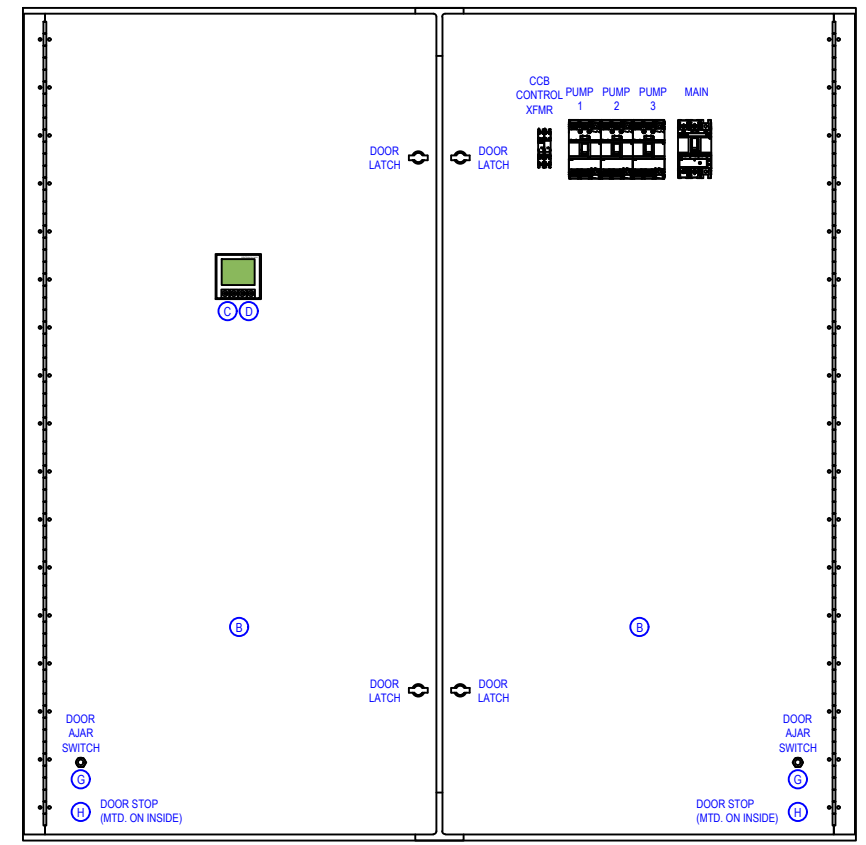 CCB
CONTROL
XFMR
PUMP
1
PUMP
2
PUMP
3
MAIN
DOOR
LATCH
DOOR
LATCH
C D
B
B
DOOR
LATCH
DOOR
LATCH
DOOR
AJAR
SWITCH
G
H
DOOR STOP
(MTD. ON INSIDE)
DOOR
AJAR
SWITCH
G
DOOR STOP
(MTD. ON INSIDE)
H